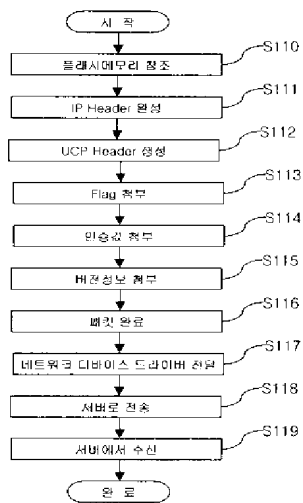 시 작
S110
플래시메모리 참조
S111
IP Header 완성
S112
UCP Header 생성
S113
Flag 첨부
S114
인증값 첨부
S115
버전정보 첨부
S116
패킷 완료
S117
네트워크 디바이스 드라이버 전달
S118
서버로 전송
S119
서버에서 수신
완 료